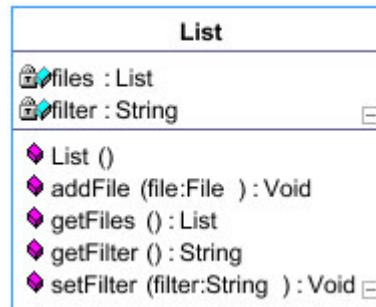 List
files : List
filter : String
List ()
addFile (file:File ) : Void
getFiles () : List
getFilter () : String
setFilter (filter:String ) : Void